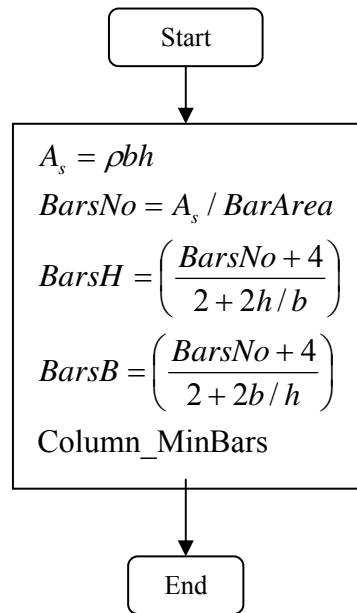 Start
A_s = ρbh
BarsNo = A_s / BarArea
BarsH = ( (BarsNo + 4) / (2 + 2h / b) )
BarsB = ( (BarsNo + 4) / (2 + 2b / h) )
Column_MinBars
End